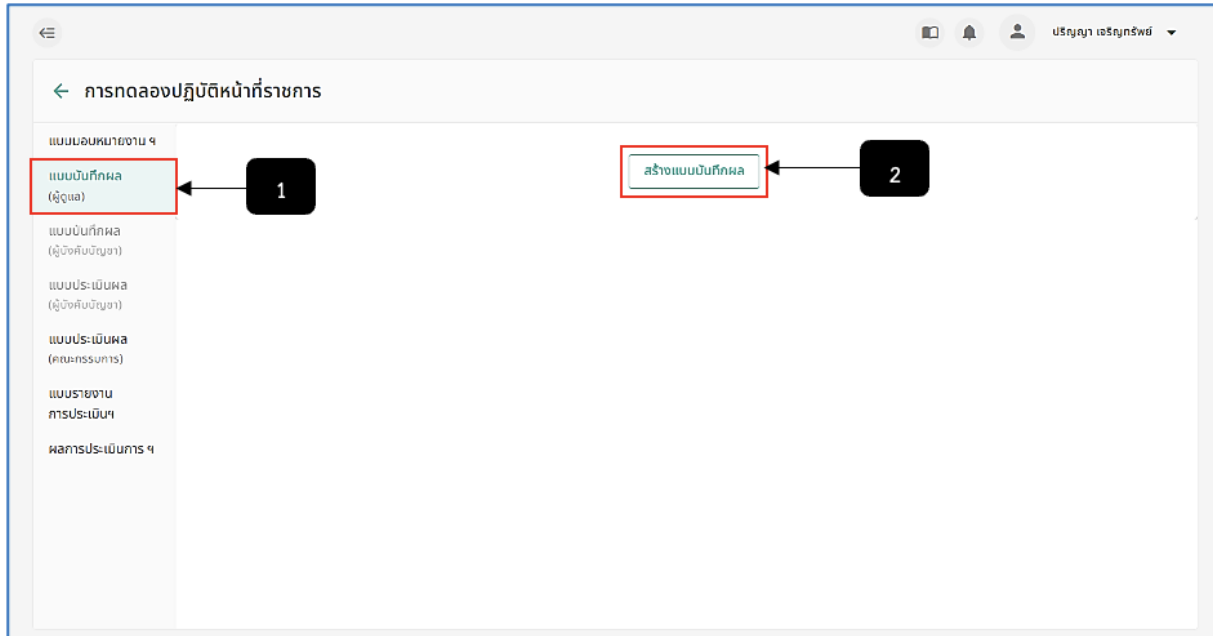 ปริญญา เจริญทรัพย์
การทดลองปฏิบัติหน้าที่ราชการ
แบบมอบหมายงาน ฯ
แบบบันทึกผล
(ผู้ดูแล)
1
สร้างแบบบันทึกผล
2
แบบบันทึกผล
(ผู้บังคับบัญชา)
แบบประเมินผล
(ผู้บังคับบัญชา)
แบบประเมินผล
(คณะกรรมการ)
แบบรายงาน
การประเมินฯ
ผลการประเมินการ ฯ